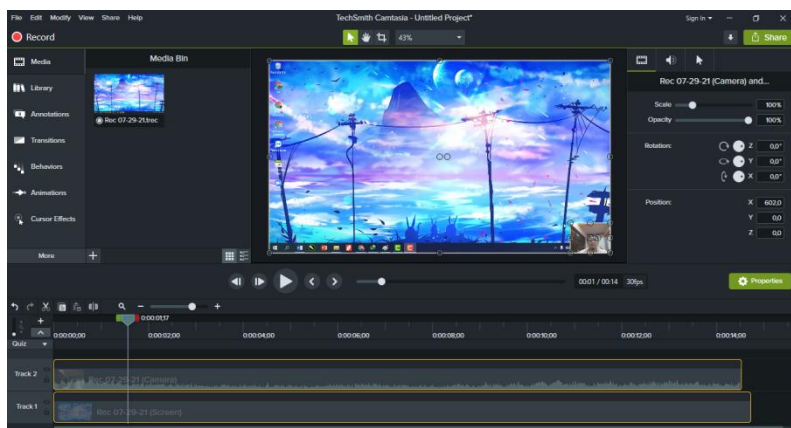 File Edit Modify View Share Help
TechSmith Camtasia - Untitled Project*
Sign In
Record
43%
Share
Media
Library
Annotations
Transitions
Behaviors
Animations
Cursor Effects
More
Media Bin
Rec 07-29-21.trec
Rec 07-29-21 (Camera) and...
Scale 100%
Opacity 100%
Rotation: Z 0,0°
Y 0,0°
X 0,0°
Position: X 602,0
Y 0,0
Z 0,0
00:01 / 00:14 30fps
Properties
0:00:01;17
0:00:00;00 0:00:02;00 0:00:04;00 0:00:06;00 0:00:08;00 0:00:10;00 0:00:12;00 0:00:14;00
Quiz
Track 2
Rec 07-29-21 (Camera)
Track 1
Rec 07-29-21 (Screen)